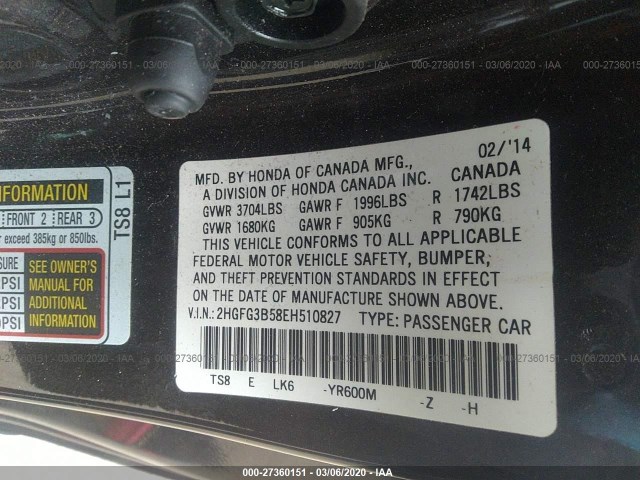 000-27360151 - 03/06/2020 - IAA
MFD. BY HONDA OF CANADA MFG., 02/'14
A DIVISION OF HONDA CANADA INC. CANADA
GVWR 3704LBS GAWR F 1996LBS R 1742LBS
GVWR 1680KG GAWR F 905KG R 790KG
THIS VEHICLE CONFORMS TO ALL APPLICABLE
FEDERAL MOTOR VEHICLE SAFETY, BUMPER,
AND THEFT PREVENTION STANDARDS IN EFFECT
ON THE DATE OF MANUFACTURE SHOWN ABOVE.
V.I.N.: 2HGFG3B58EH510827 TYPE: PASSENGER CAR
TS8 E LK6 -YR600M -Z -H
INFORMATION
FRONT 2 REAR 3
exceed 385kg or 850lbs.
SEE OWNER'S
MANUAL FOR
ADDITIONAL
INFORMATION
TS8 L1
000-27360151 - 03/06/2020 - IAA